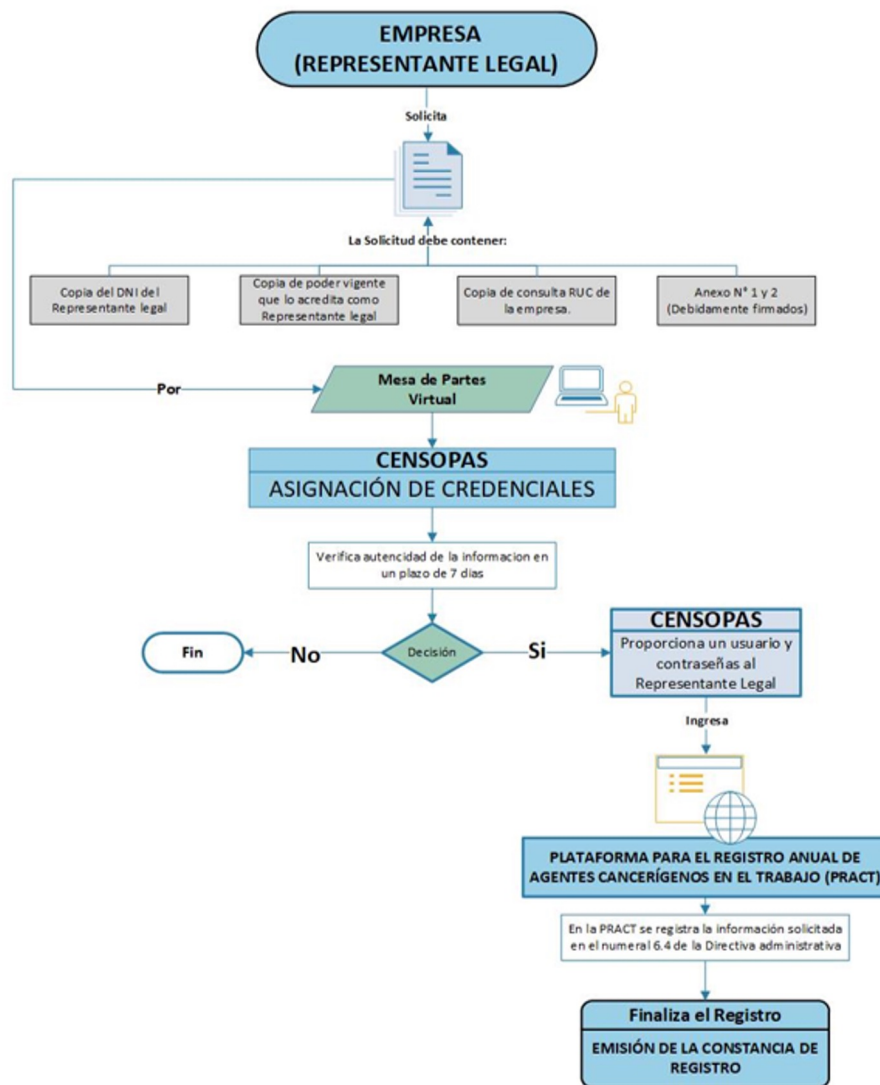 EMPRESA
(REPRESENTANTE LEGAL)
Solicita
La Solicitud debe contener:
Copia del DNI del
Representante legal
Copia de poder vigente
que lo acredita como
Representante legal
Copia de consulta RUC de
la empresa.
Anexo N° 1 y 2
(Debidamente firmados)
Por
Mesa de Partes
Virtual
CENSOPAS
ASIGNACIÓN DE CREDENCIALES
Verifica autencidad de la informacion en
un plazo de 7 dias
Fin
No
Decisión
Si
CENSOPAS
Proporciona un usuario y
contraseñas al
Representante Legal
Ingresa
PLATAFORMA PARA EL REGISTRO ANUAL DE
AGENTES CANCERÍGENOS EN EL TRABAJO (PRACT)
En la PRACT se registra la información solicitada
en el numeral 6.4 de la Directiva administrativa
Finaliza el Registro
EMISIÓN DE LA CONSTANCIA DE
REGISTRO